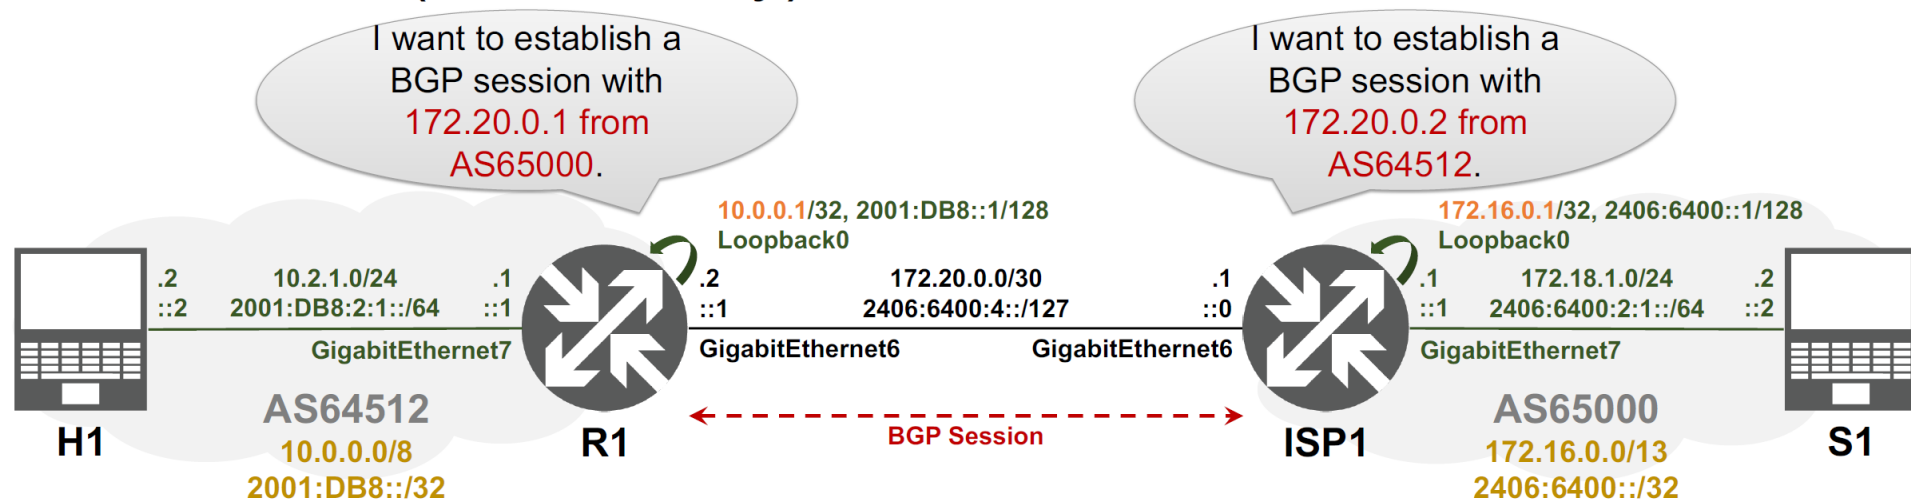 I want to establish a
BGP session with
172.20.0.1 from
AS65000.
I want to establish a
BGP session with
172.20.0.2 from
AS64512.
10.0.0.1/32, 2001:DB8::1/128
Loopback0
172.16.0.1/32, 2406:6400::1/128
Loopback0
.2 10.2.1.0/24 .1
::2 2001:DB8:2:1::/64 ::1
GigabitEthernet7
.2 172.20.0.0/30 .1
::1 2406:6400:4::/127 ::0
GigabitEthernet6 GigabitEthernet6
.1 172.18.1.0/24 .2
::1 2406:6400:2:1::/64 ::2
GigabitEthernet7
AS64512
10.0.0.0/8
2001:DB8::/32
H1
R1
BGP Session
ISP1
AS65000
172.16.0.0/13
2406:6400::/32
S1